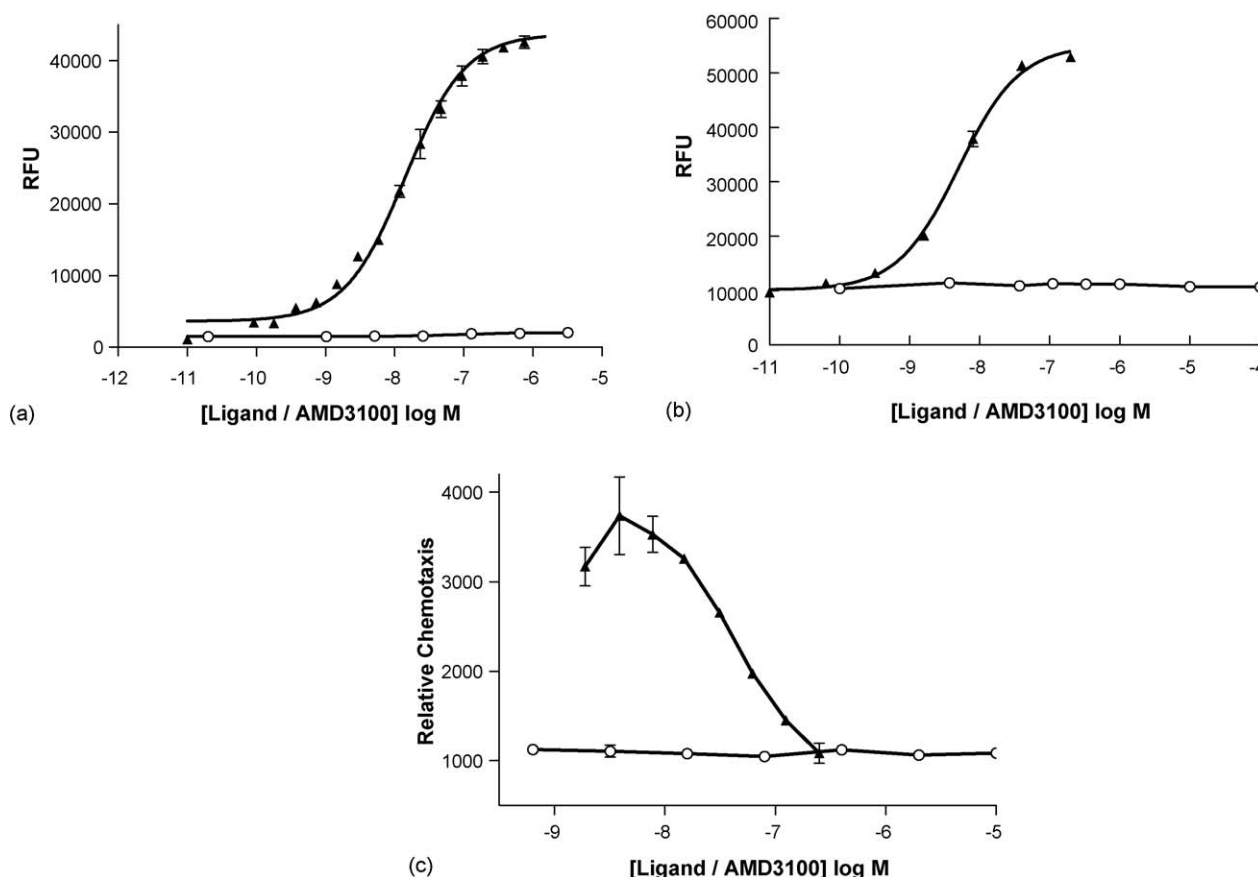 40000
30000
20000
10000
0
RFU
-12 -11 -10 -9 -8 -7 -6 -5
[Ligand / AMD3100] log M
(a)
60000
50000
40000
30000
20000
10000
0
RFU
-11 -10 -9 -8 -7 -6 -5 -4
[Ligand / AMD3100] log M
(b)
4000
3000
2000
1000
Relative Chemotaxis
-9 -8 -7 -6 -5
[Ligand / AMD3100] log M
(c)